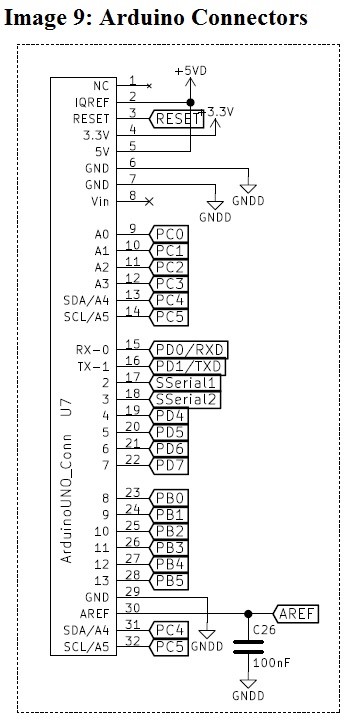 Image 9: Arduino Connectors
+5VD
NC 1
IQREF 2
RESET 3 RESET +3.3V
3.3V 4
5V 5
GND 6
GND 7 GNDD
Vin 8 GNDD
A0 9 PC0
A1 10 PC1
A2 11 PC2
A3 12 PC3
SDA/A4 13 PC4
SCL/A5 14 PC5
RX-0 15 PD0/RXD
TX-1 16 PD1/TXD
2 17 SSerial1
3 18 SSerial2
4 19 PD4
5 20 PD5
6 21 PD6
7 22 PD7
8 23 PB0
9 24 PB1
10 25 PB2
11 26 PB3
12 27 PB4
13 28 PB5
GND 29
AREF 30 AREF
SDA/A4 31 PC4 C26
SCL/A5 32 PC5 GNDD
100nF
GNDD
ArduinoUNO_Conn U7